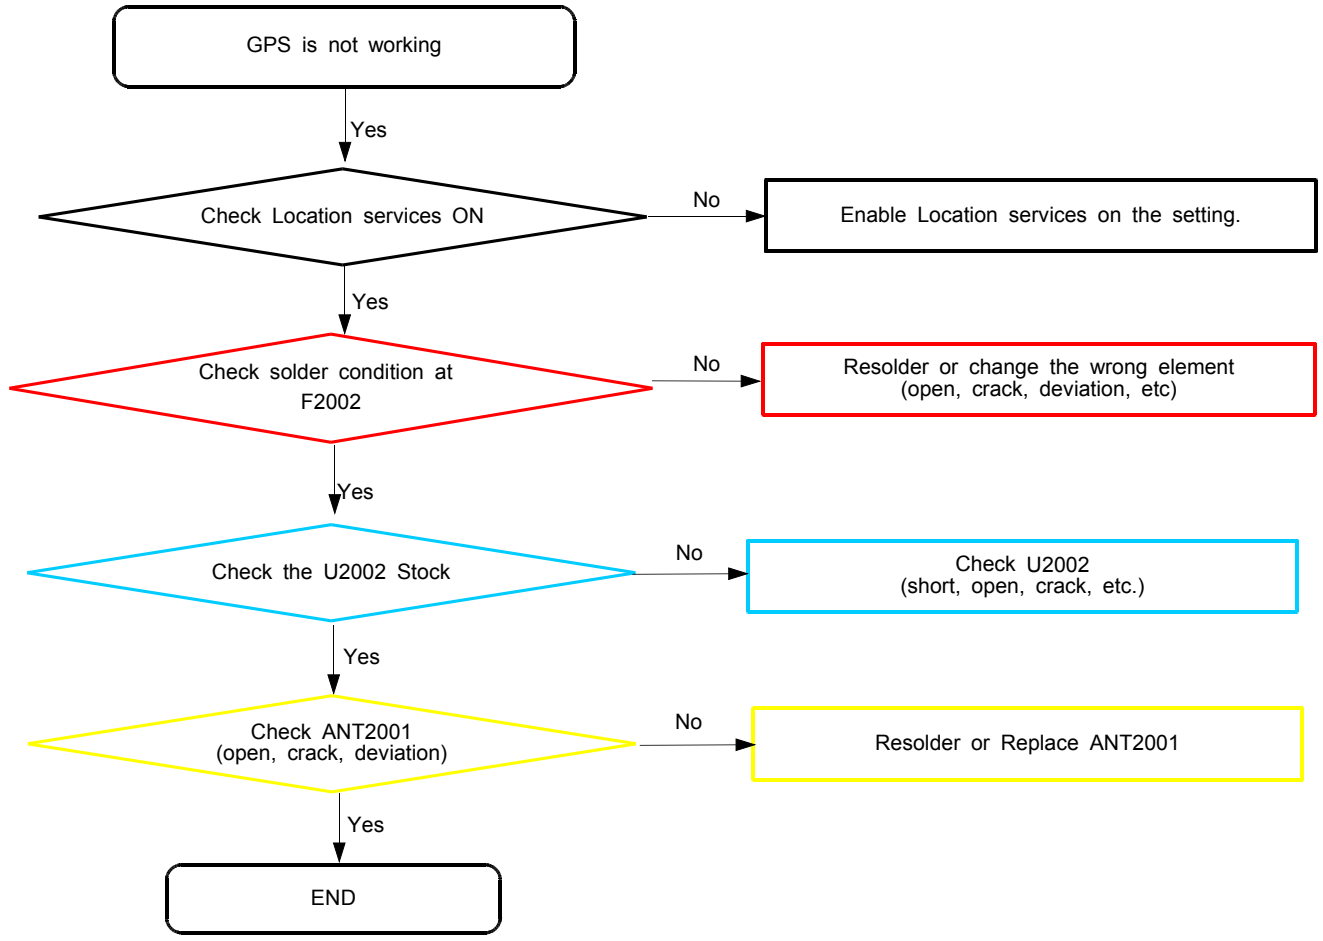 GPS is not working
Yes
Check Location services ON
No
Enable Location services on the setting.
Yes
Check solder condition at
F2002
No
Resolder or change the wrong element
(open, crack, deviation, etc)
Yes
Check the U2002 Stock
No
Check U2002
(short, open, crack, etc.)
Yes
Check ANT2001
(open, crack, deviation)
No
Resolder or Replace ANT2001
Yes
END